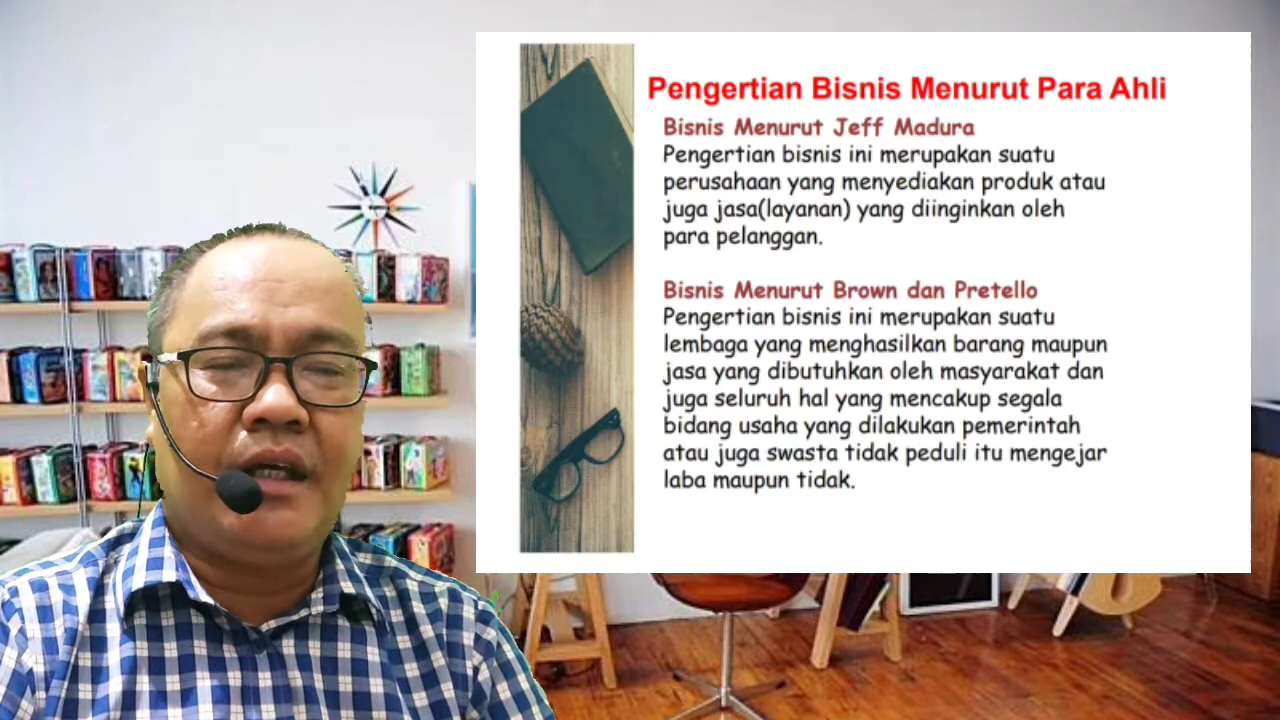 Pengertian Bisnis Menurut Para Ahli
Bisnis Menurut Jeff Madura
Pengertian bisnis ini merupakan suatu
perusahaan yang menyediakan produk atau
juga jasa(layanan) yang diinginkan oleh
para pelanggan.
Bisnis Menurut Brown dan Pretello
Pengertian bisnis ini merupakan suatu
lembaga yang menghasilkan barang maupun
jasa yang dibutuhkan oleh masyarakat dan
juga seluruh hal yang mencakup segala
bidang usaha yang dilakukan pemerintah
atau juga swasta tidak peduli itu mengejar
laba maupun tidak.